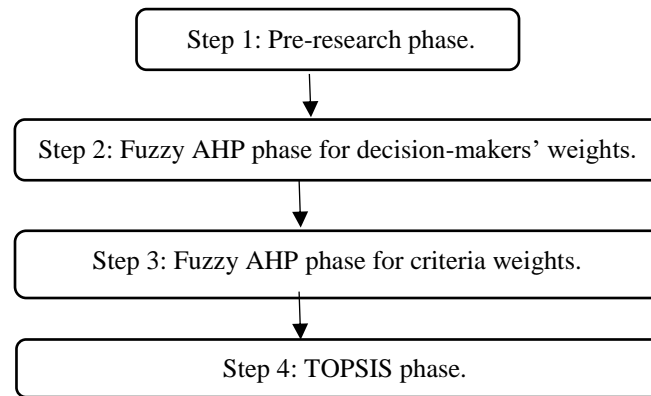 Step 1: Pre-research phase.
Step 2: Fuzzy AHP phase for decision-makers’ weights.
Step 3: Fuzzy AHP phase for criteria weights.
Step 4: TOPSIS phase.